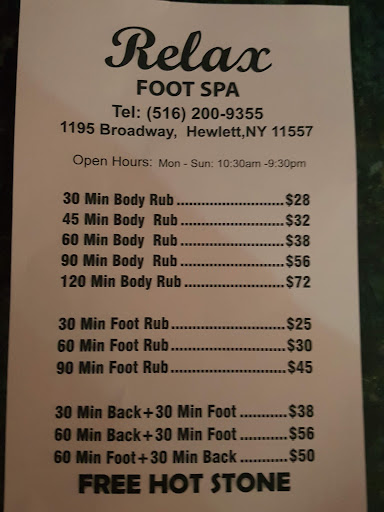 Relax
FOOT SPA
Tel: (516) 200-9355
1195 Broadway, Hewlett,NY 11557
Open Hours: Mon - Sun: 10:30am -9:30pm
30 Min Body Rub..........................$28
45 Min Body Rub.........................$32
60 Min Body Rub.........................$38
90 Min Body Rub.........................$56
120 Min Body Rub........................$72
30 Min Foot Rub...........................$25
60 Min Foot Rub...........................$30
90 Min Foot Rub...........................$45
30 Min Back+30 Min Foot ...........$38
60 Min Back+30 Min Foot ...........$56
60 Min Foot+30 Min Back ...........$50
FREE HOT STONE